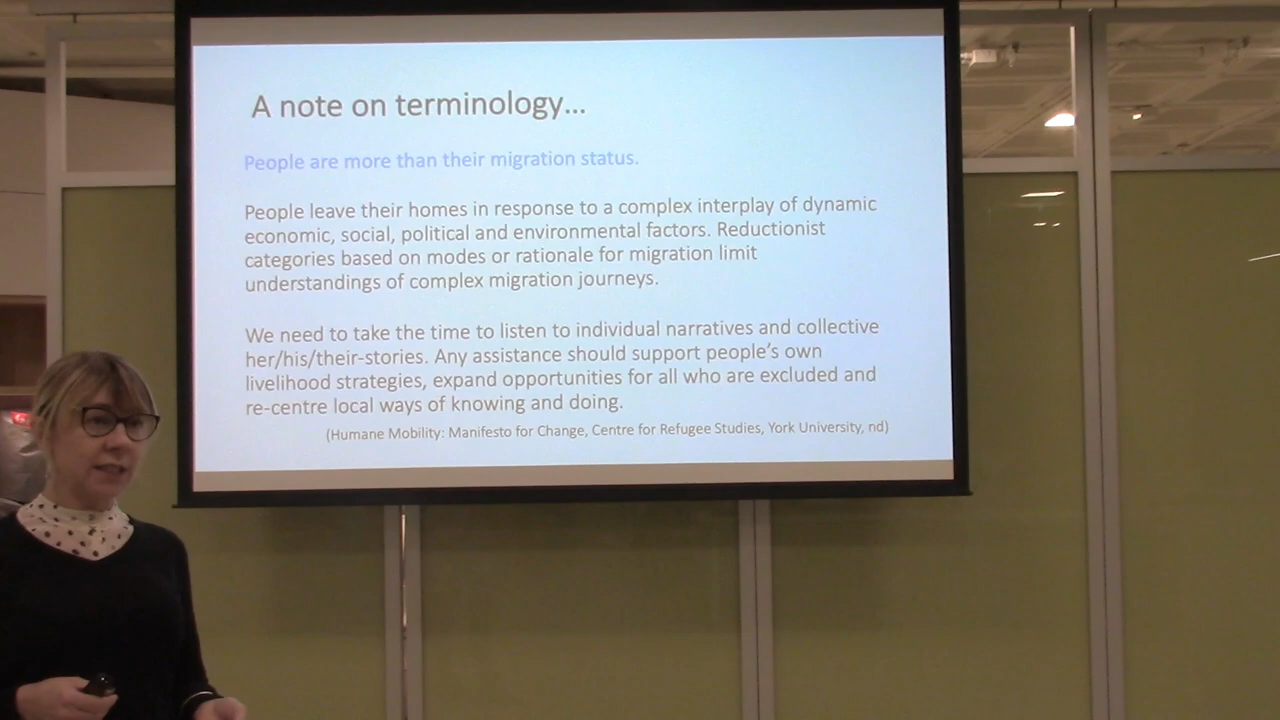 A note on terminology...
People are more than their migration status.
People leave their homes in response to a complex interplay of dynamic
economic, social, political and environmental factors. Reductionist
categories based on modes or rationale for migration limit
understandings of complex migration journeys.
We need to take the time to listen to individual narratives and collective
her/his/their-stories. Any assistance should support people's own
livelihood strategies, expand opportunities for all who are excluded and
re-centre local ways of knowing and doing.
(Humane Mobility: Manifesto for Change, Centre for Refugee Studies, York University, nd)